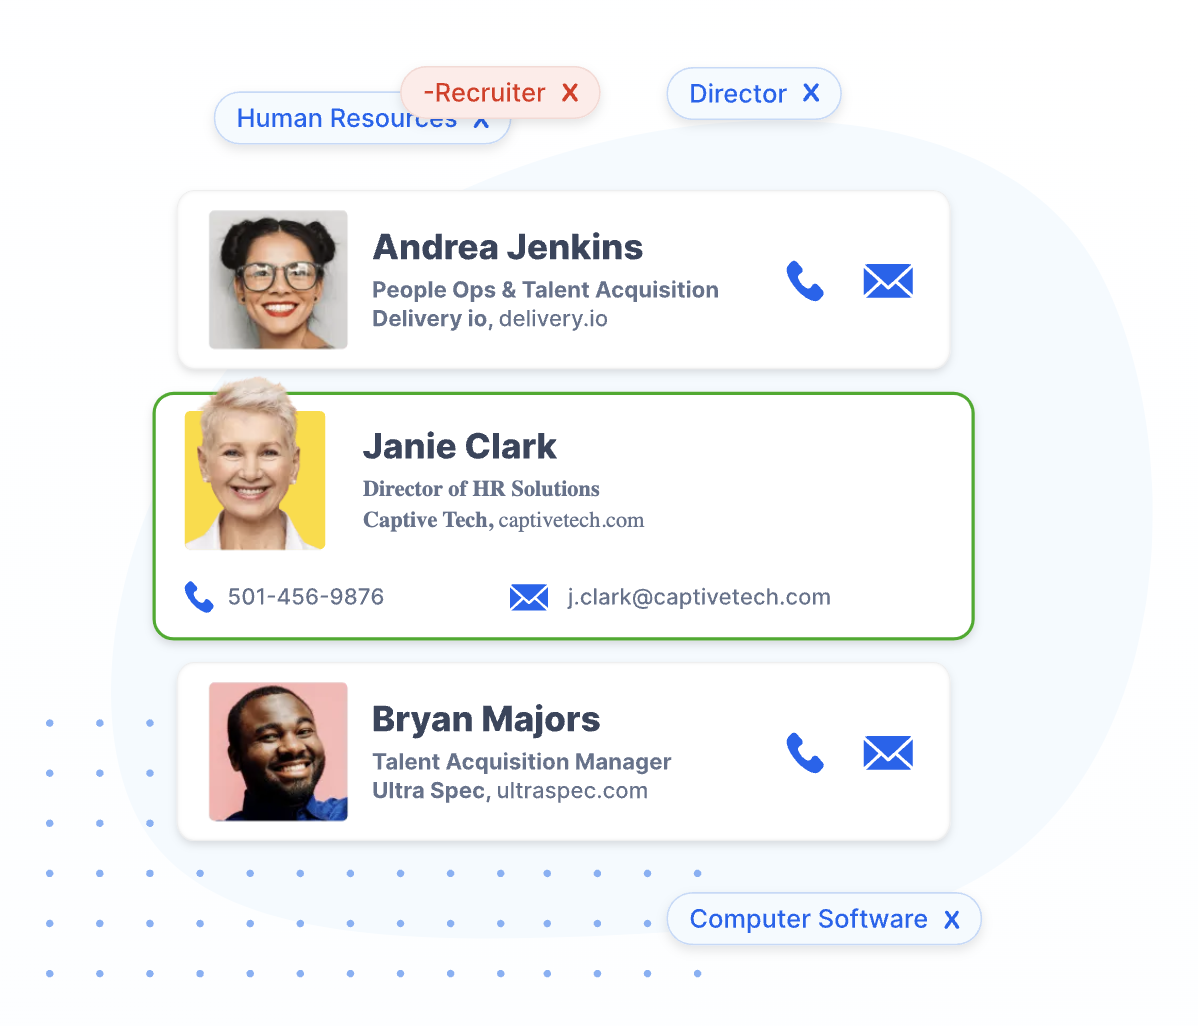 -Recruiter X
Director X
Human Resources X
Andrea Jenkins
People Ops & Talent Acquisition
Delivery io, delivery.io
Janie Clark
Director of HR Solutions
Captive Tech, captivetech.com
501-456-9876
j.clark@captivetech.com
Bryan Majors
Talent Acquisition Manager
Ultra Spec, ultraspec.com
Computer Software X